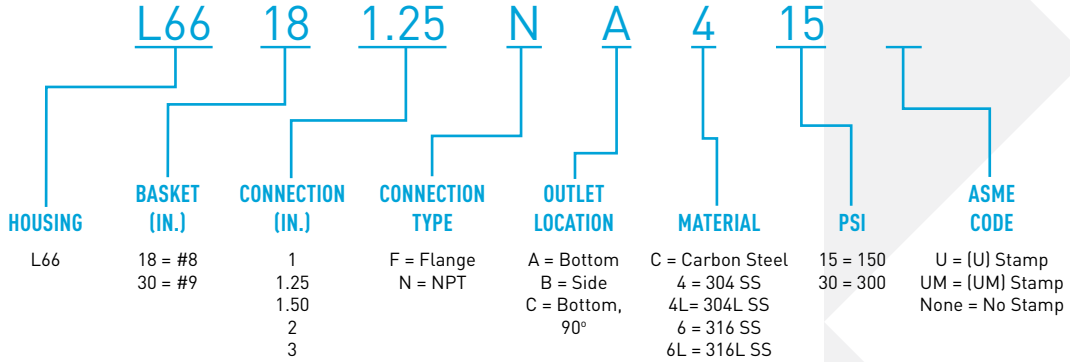 L66 18 1.25 N A 4 15
HOUSING
L66
BASKET
(IN.)
18 = #8
30 = #9
CONNECTION
(IN.)
1
1.25
1.50
2
3
CONNECTION
TYPE
F = Flange
N = NPT
OUTLET
LOCATION
A = Bottom
B = Side
C = Bottom,
90º
MATERIAL
C = Carbon Steel
4 = 304 SS
4L= 304L SS
6 = 316 SS
6L = 316L SS
PSI
15 = 150
30 = 300
ASME
CODE
U = (U) Stamp
UM = (UM) Stamp
None = No Stamp